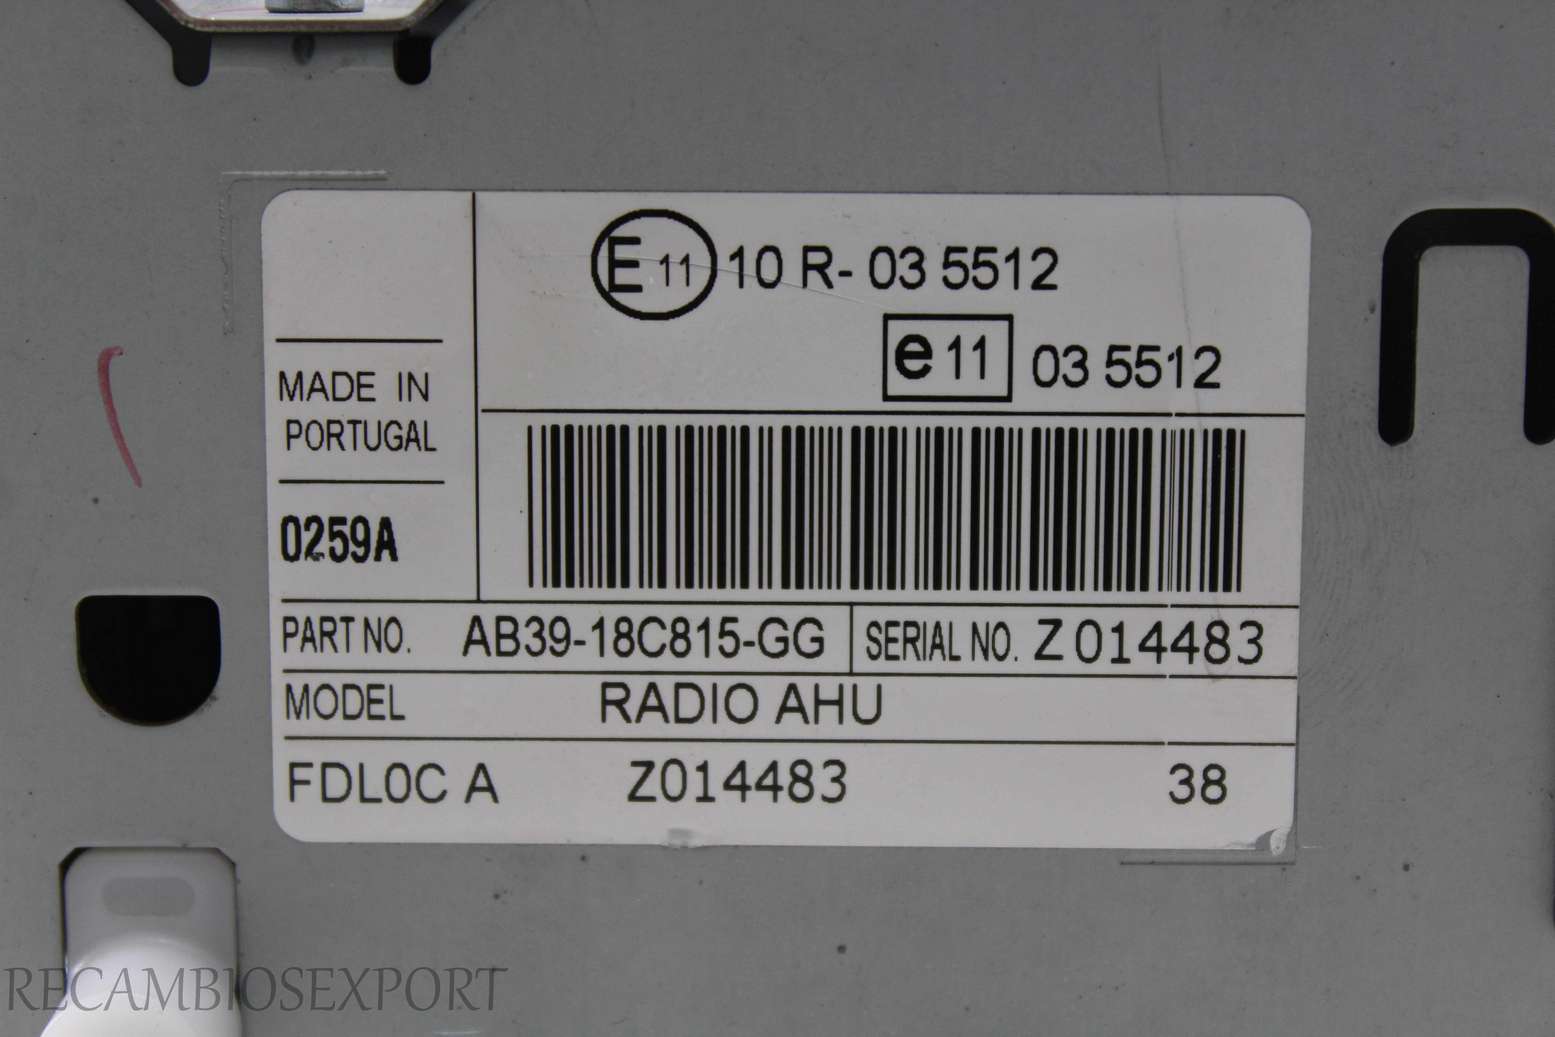 E 11 10 R- 03 5512
e 11 03 5512
MADE IN
PORTUGAL
0259A
PART NO. AB39-18C815-GG SERIAL NO. Z014483
MODEL RADIO AHU
FDL0C A Z014483 38
RECAMBIOSEXPORT